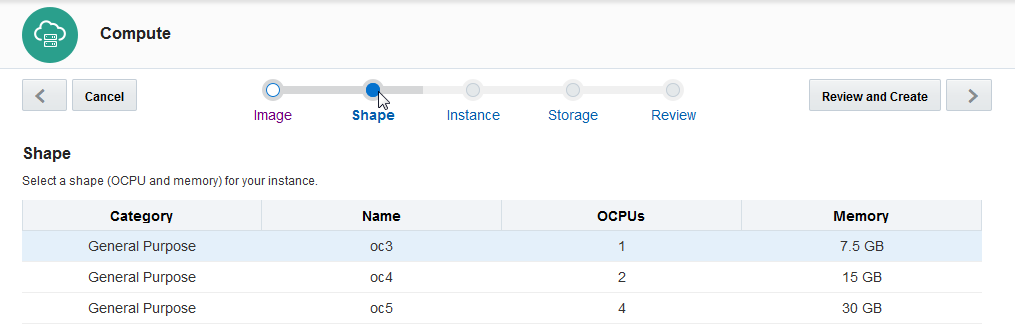 Compute
Cancel
Review and Create
Image Shape Instance Storage Review
Shape
Select a shape (OCPU and memory) for your instance.
Category Name OCPUs Memory
General Purpose oc3 1 7.5 GB
General Purpose oc4 2 15 GB
General Purpose oc5 4 30 GB